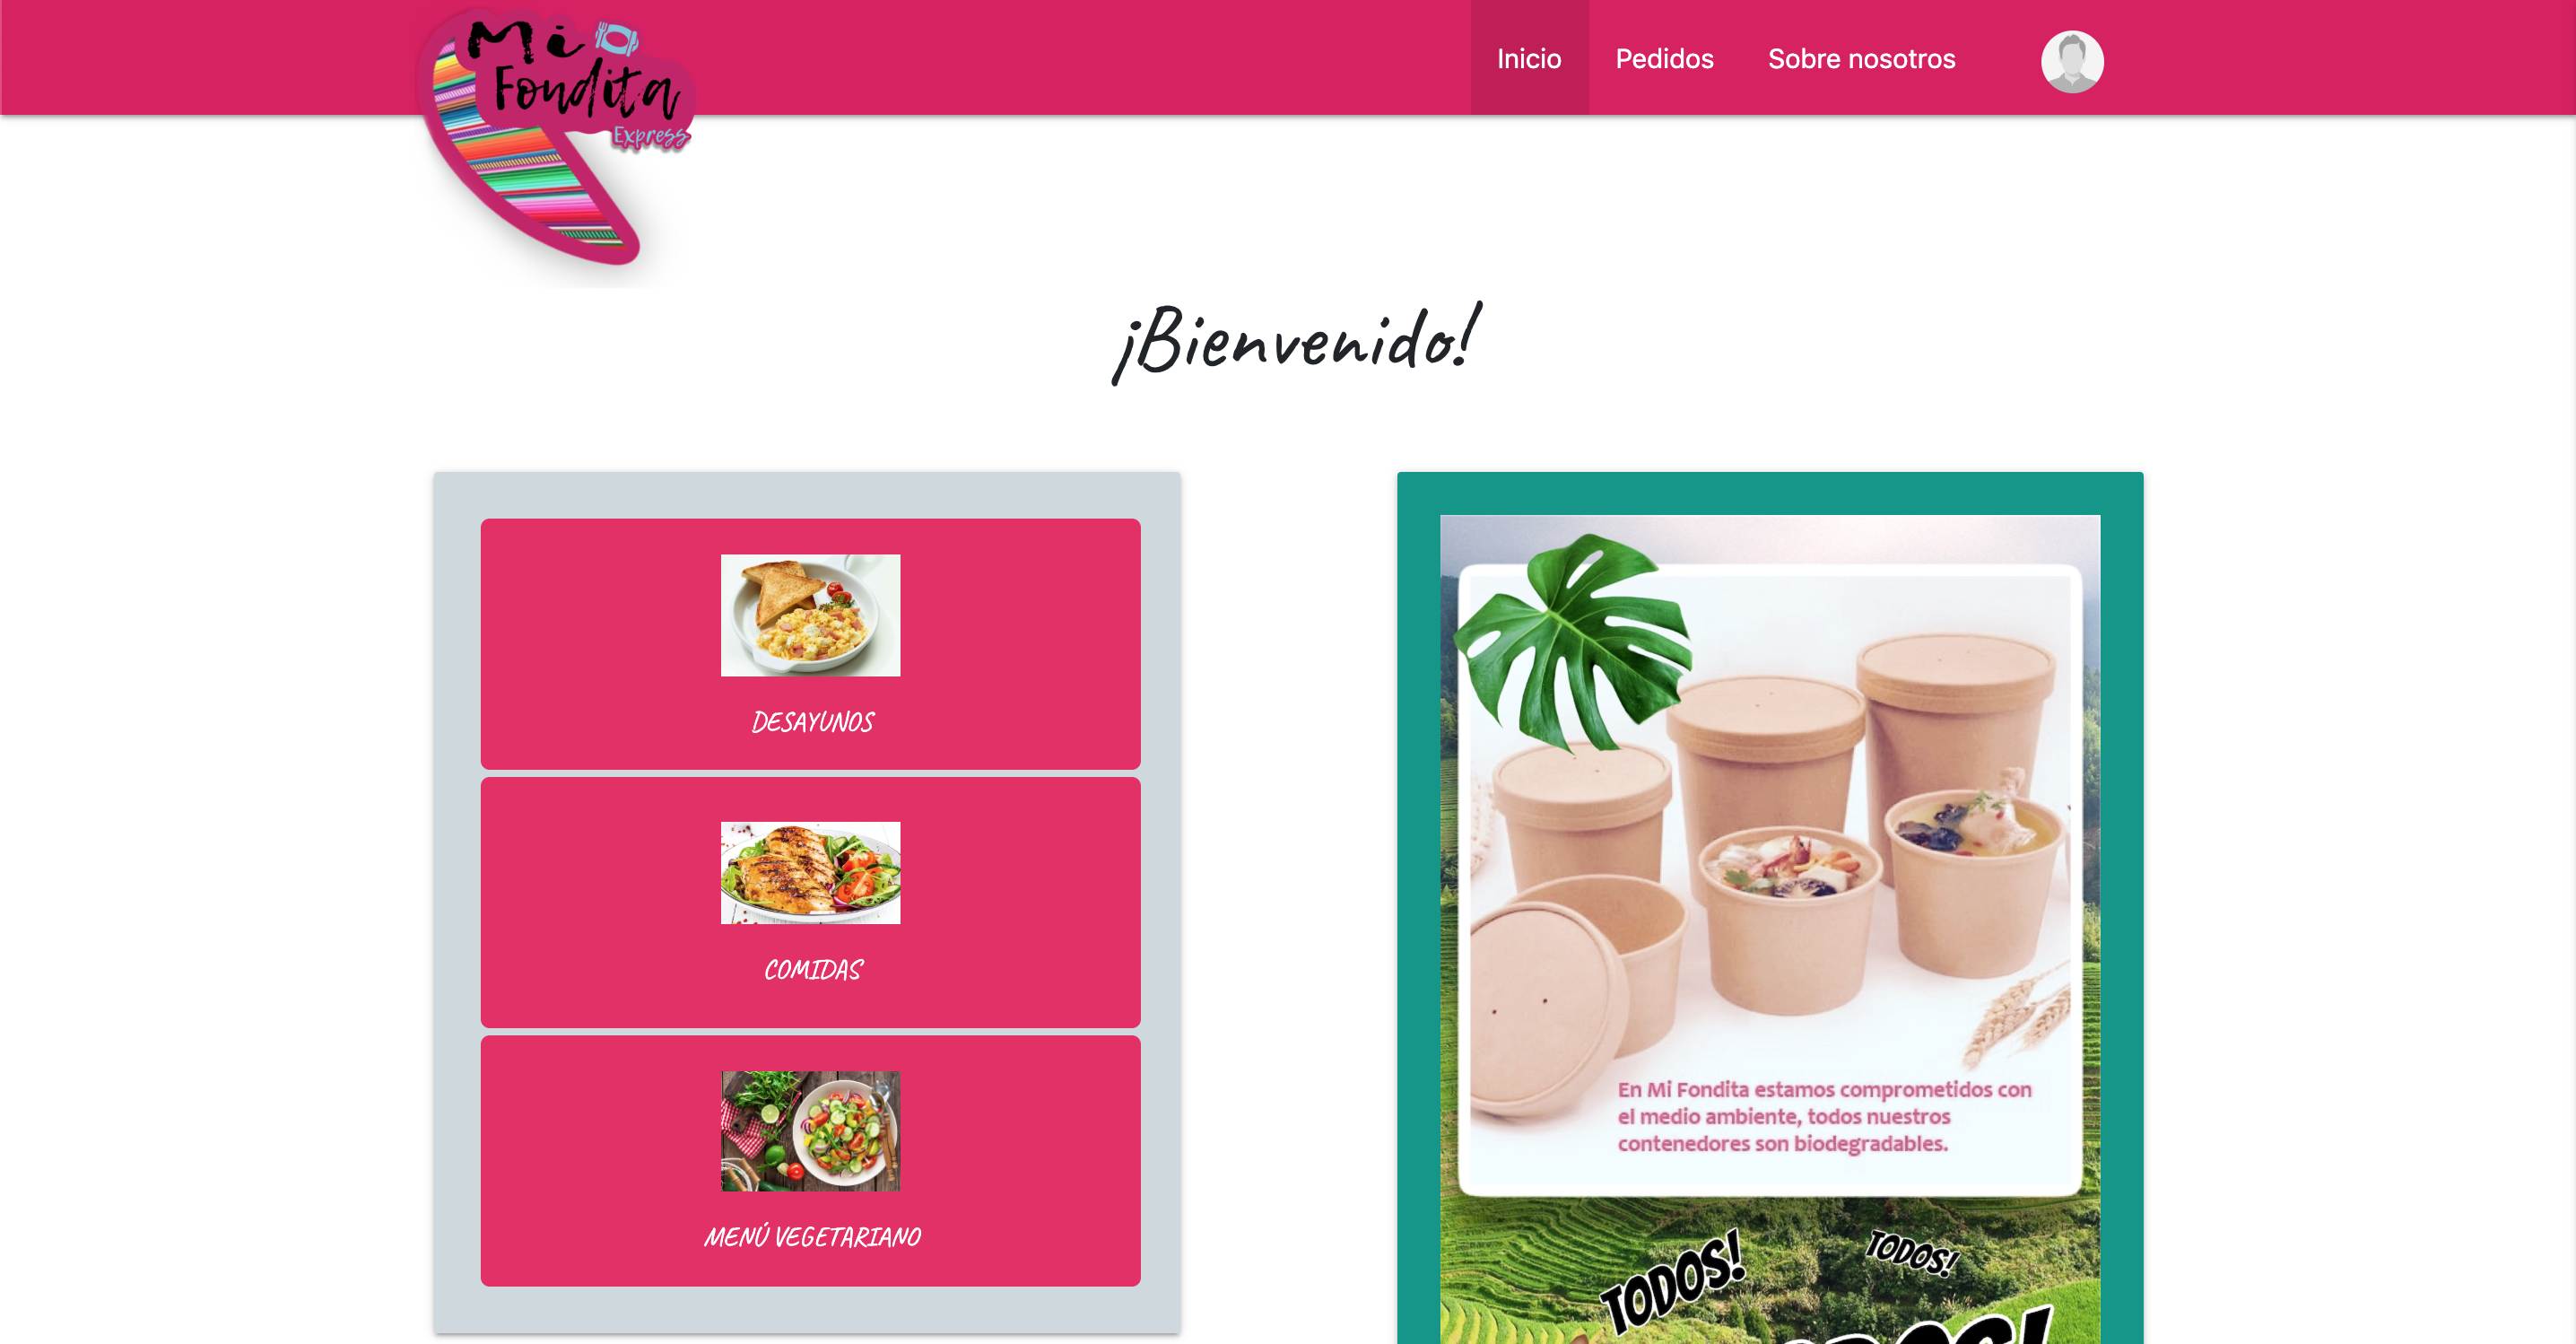 Mi
Fondita
Express
Inicio
Pedidos
Sobre nosotros
¡Bienvenido!
DESAYUNOS
COMIDAS
MENÚ VEGETARIANO
En Mi Fondita estamos comprometidos con
el medio ambiente, todos nuestros
contenedores son biodegradables.
TODOS!
TODOS!